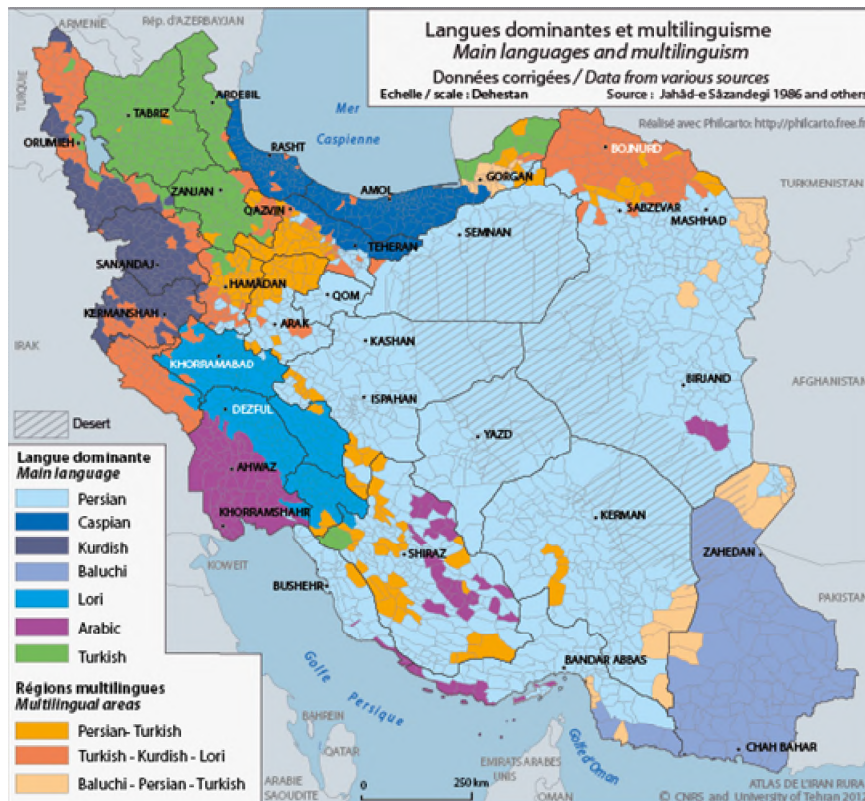 Langues dominantes et multilinguisme
Main languages and multilinguism
Données corrigées / Data from various sources
Echelle / scale : Dehestan Source : Jahâd-e Sâzandegi 1986 and others
Réalisé avec Philcarto: http://philcarto.free.fr
ARMENIE
Rép. d'AZERBAYJAN
TURQUIE
Mer
Caspienne
TURKMENISTAN
ARDEBIL
TABRIZ
ORUMIEH
RASHT
ZANJAN
AMOL
GORGAN
BOJNURD
QAZVIN
SABZEVAR
MASHHAD
SEMNAN
TEHERAN
SANANDAJ
HAMADAN
QOM
KERMANSHAH
ARAK
IRAK
KASHAN
KHORRAMABAD
AFGHANISTAN
BIRJAND
ISPAHAN
DEZFUL
YAZD
Desert
AHWAZ
KHORRAMSHAHR
KERMAN
SHIRAZ
ZAHEDAN
KOWEIT
BUSHEHR
PAKISTAN
BANDAR ABBAS
Golfe Persique
BAHREIN
QATAR
EMIRATS ARABES
UNIS
Golfe d'Oman
CHAH BAHAR
ARABIE
SAOUDITE
OMAN
0 250 km
Langue dominante
Main language
Persian
Caspian
Kurdish
Baluchi
Lori
Arabic
Turkish
Régions multilingues
Multilingual areas
Persian- Turkish
Turkish - Kurdish - Lori
Baluchi - Persian - Turkish
ATLAS DE L'IRAN RURA
© CNRS and University of Tehran 201